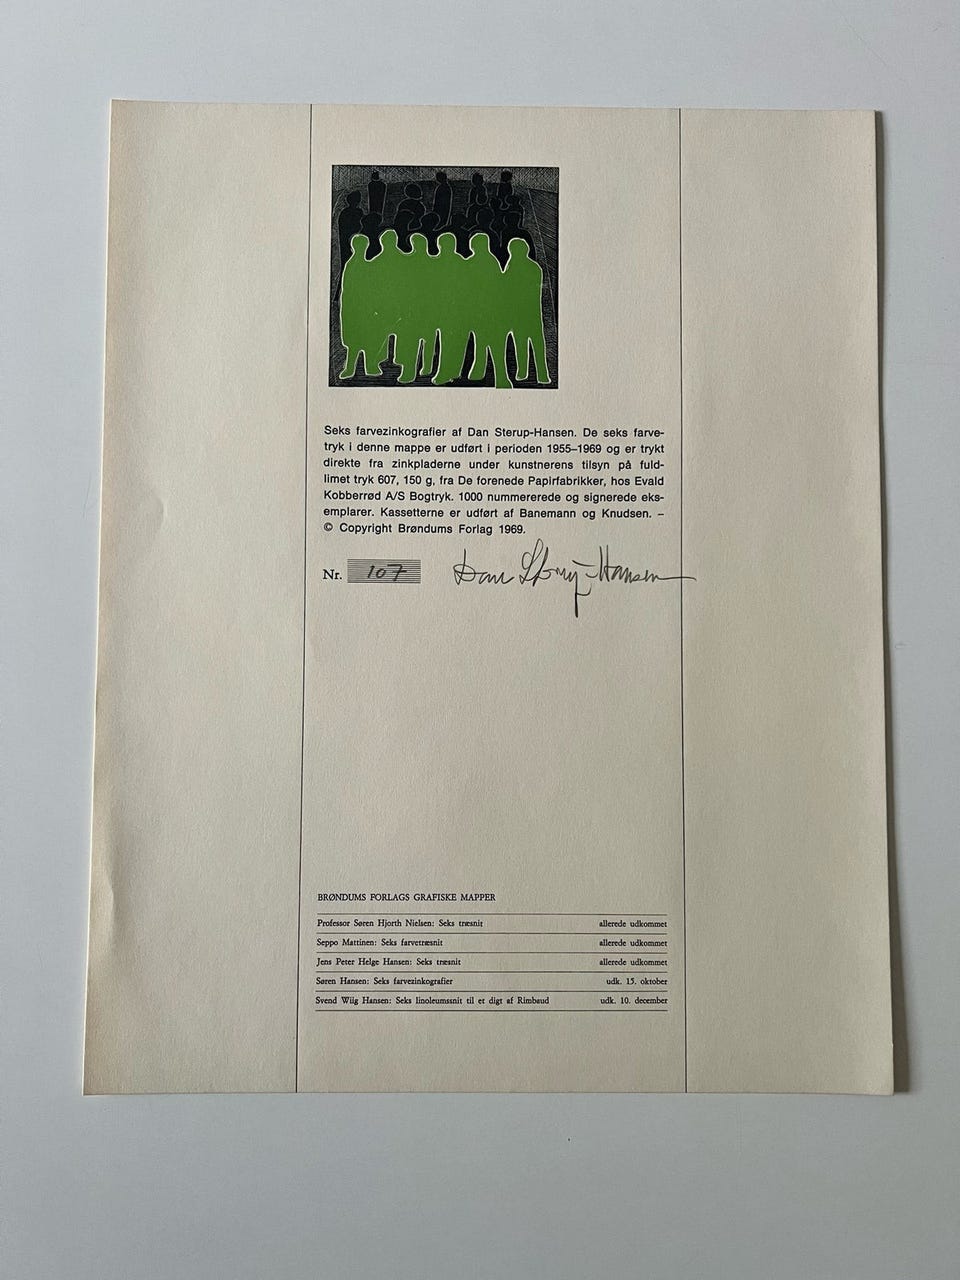 Seks farvezinkografier af Dan Sterup-Hansen. De seks farve-
tryk i denne mappe er udført i perioden 1955–1969 og er trykt
direkte fra zinkpladerne under kunstnerens tilsyn på fuld-
limet tryk 607, 150 g, fra De forenede Papirfabrikker, hos Evald
Kobberrød A/S Bogtryk. 1000 nummererede og signerede eks-
emplarer. Kassetterne er udført af Banemann og Knudsen. –
© Copyright Brøndums Forlag 1969.
Nr. 107 Dan Sterup-Hansen
BRØNDUMS FORLAGS GRAFISKE MAPPER
Professor Søren Hjorth Nielsen: Seks træsnit allerede udkommet
Seppo Mattinen: Seks farvetræsnit allerede udkommet
Jens Peter Helge Hansen: Seks træsnit allerede udkommet
Søren Hansen: Seks farvezinkografier udk. 15. oktober
Svend Wiig Hansen: Seks linoleumssnit til et digt af Rimbaud udk. 10. december